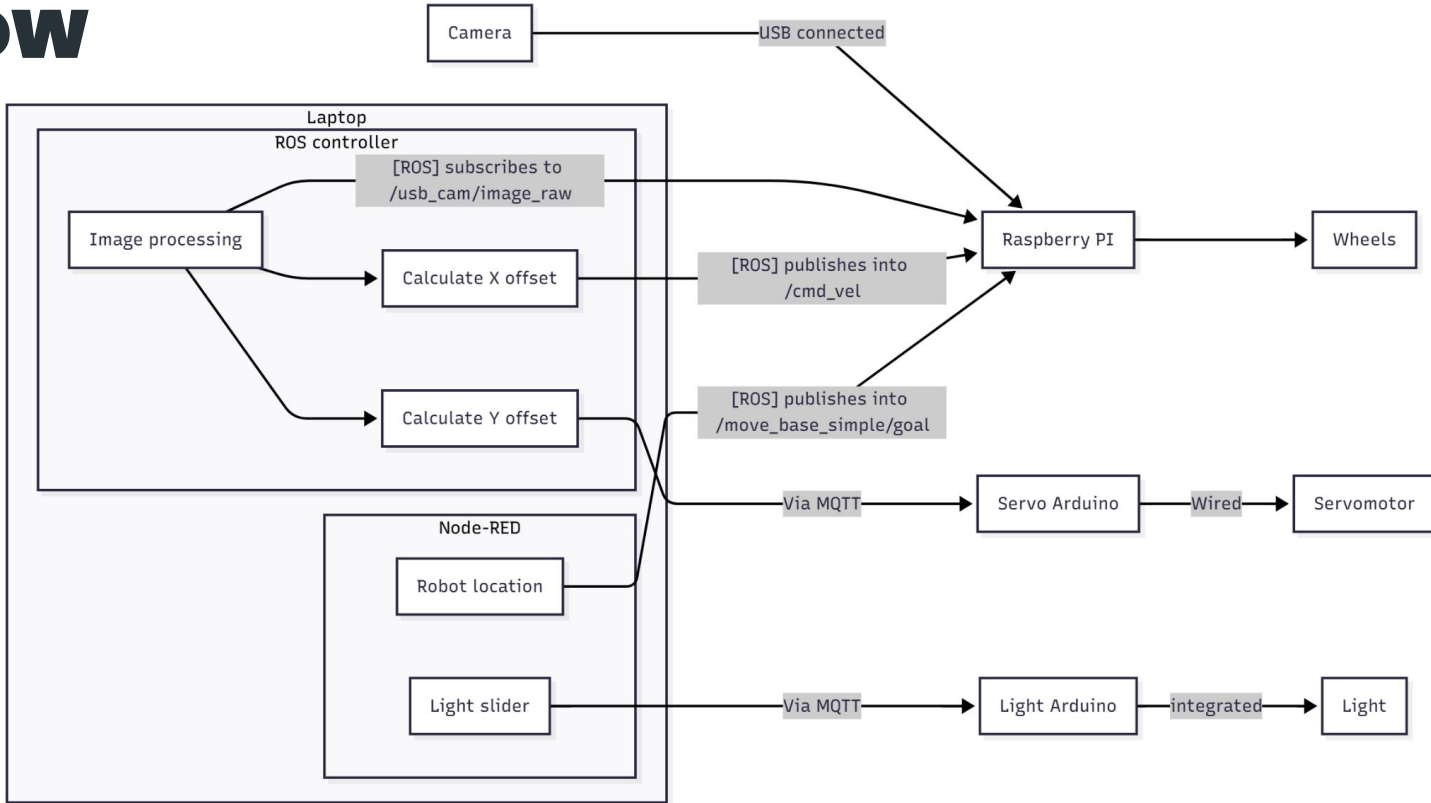 ow
Camera
USB connected
Laptop
ROS controller
[ROS] subscribes to
/usb_cam/image_raw
Image processing
Raspberry PI
Wheels
Calculate X offset
[ROS] publishes into
/cmd_vel
Calculate Y offset
[ROS] publishes into
/move_base_simple/goal
Via MQTT
Servo Arduino
Wired
Servomotor
Node-RED
Robot location
Light slider
Via MQTT
Light Arduino
integrated
Light